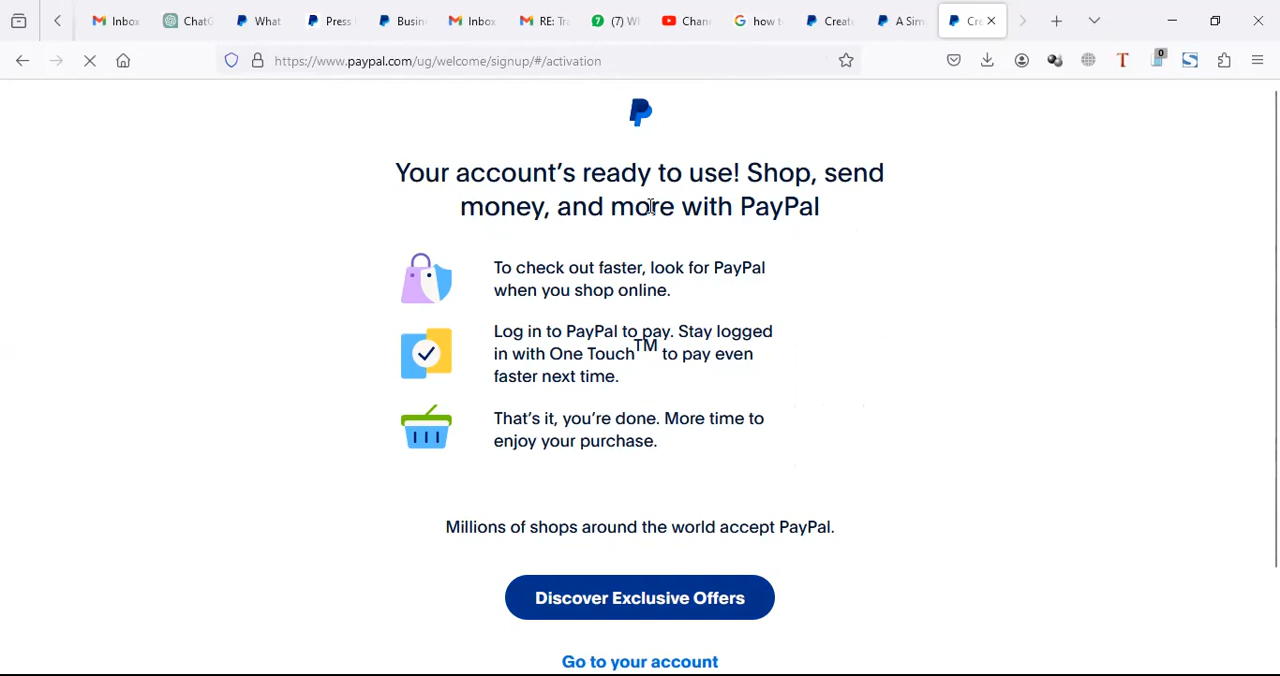 Inbox
ChatG
What
Press
Busin
Inbox
RE: Tra
(7) W
Chan
how t
Create
A Sim
Cre
https://www.paypal.com/ug/welcome/signup/#/activation
0
T
S
Your account's ready to use! Shop, send
money, and more with PayPal
To check out faster, look for PayPal
when you shop online.
Log in to PayPal to pay. Stay logged
in with One Touch™ to pay even
faster next time.
That's it, you're done. More time to
enjoy your purchase.
Millions of shops around the world accept PayPal.
Discover Exclusive Offers
Go to your account